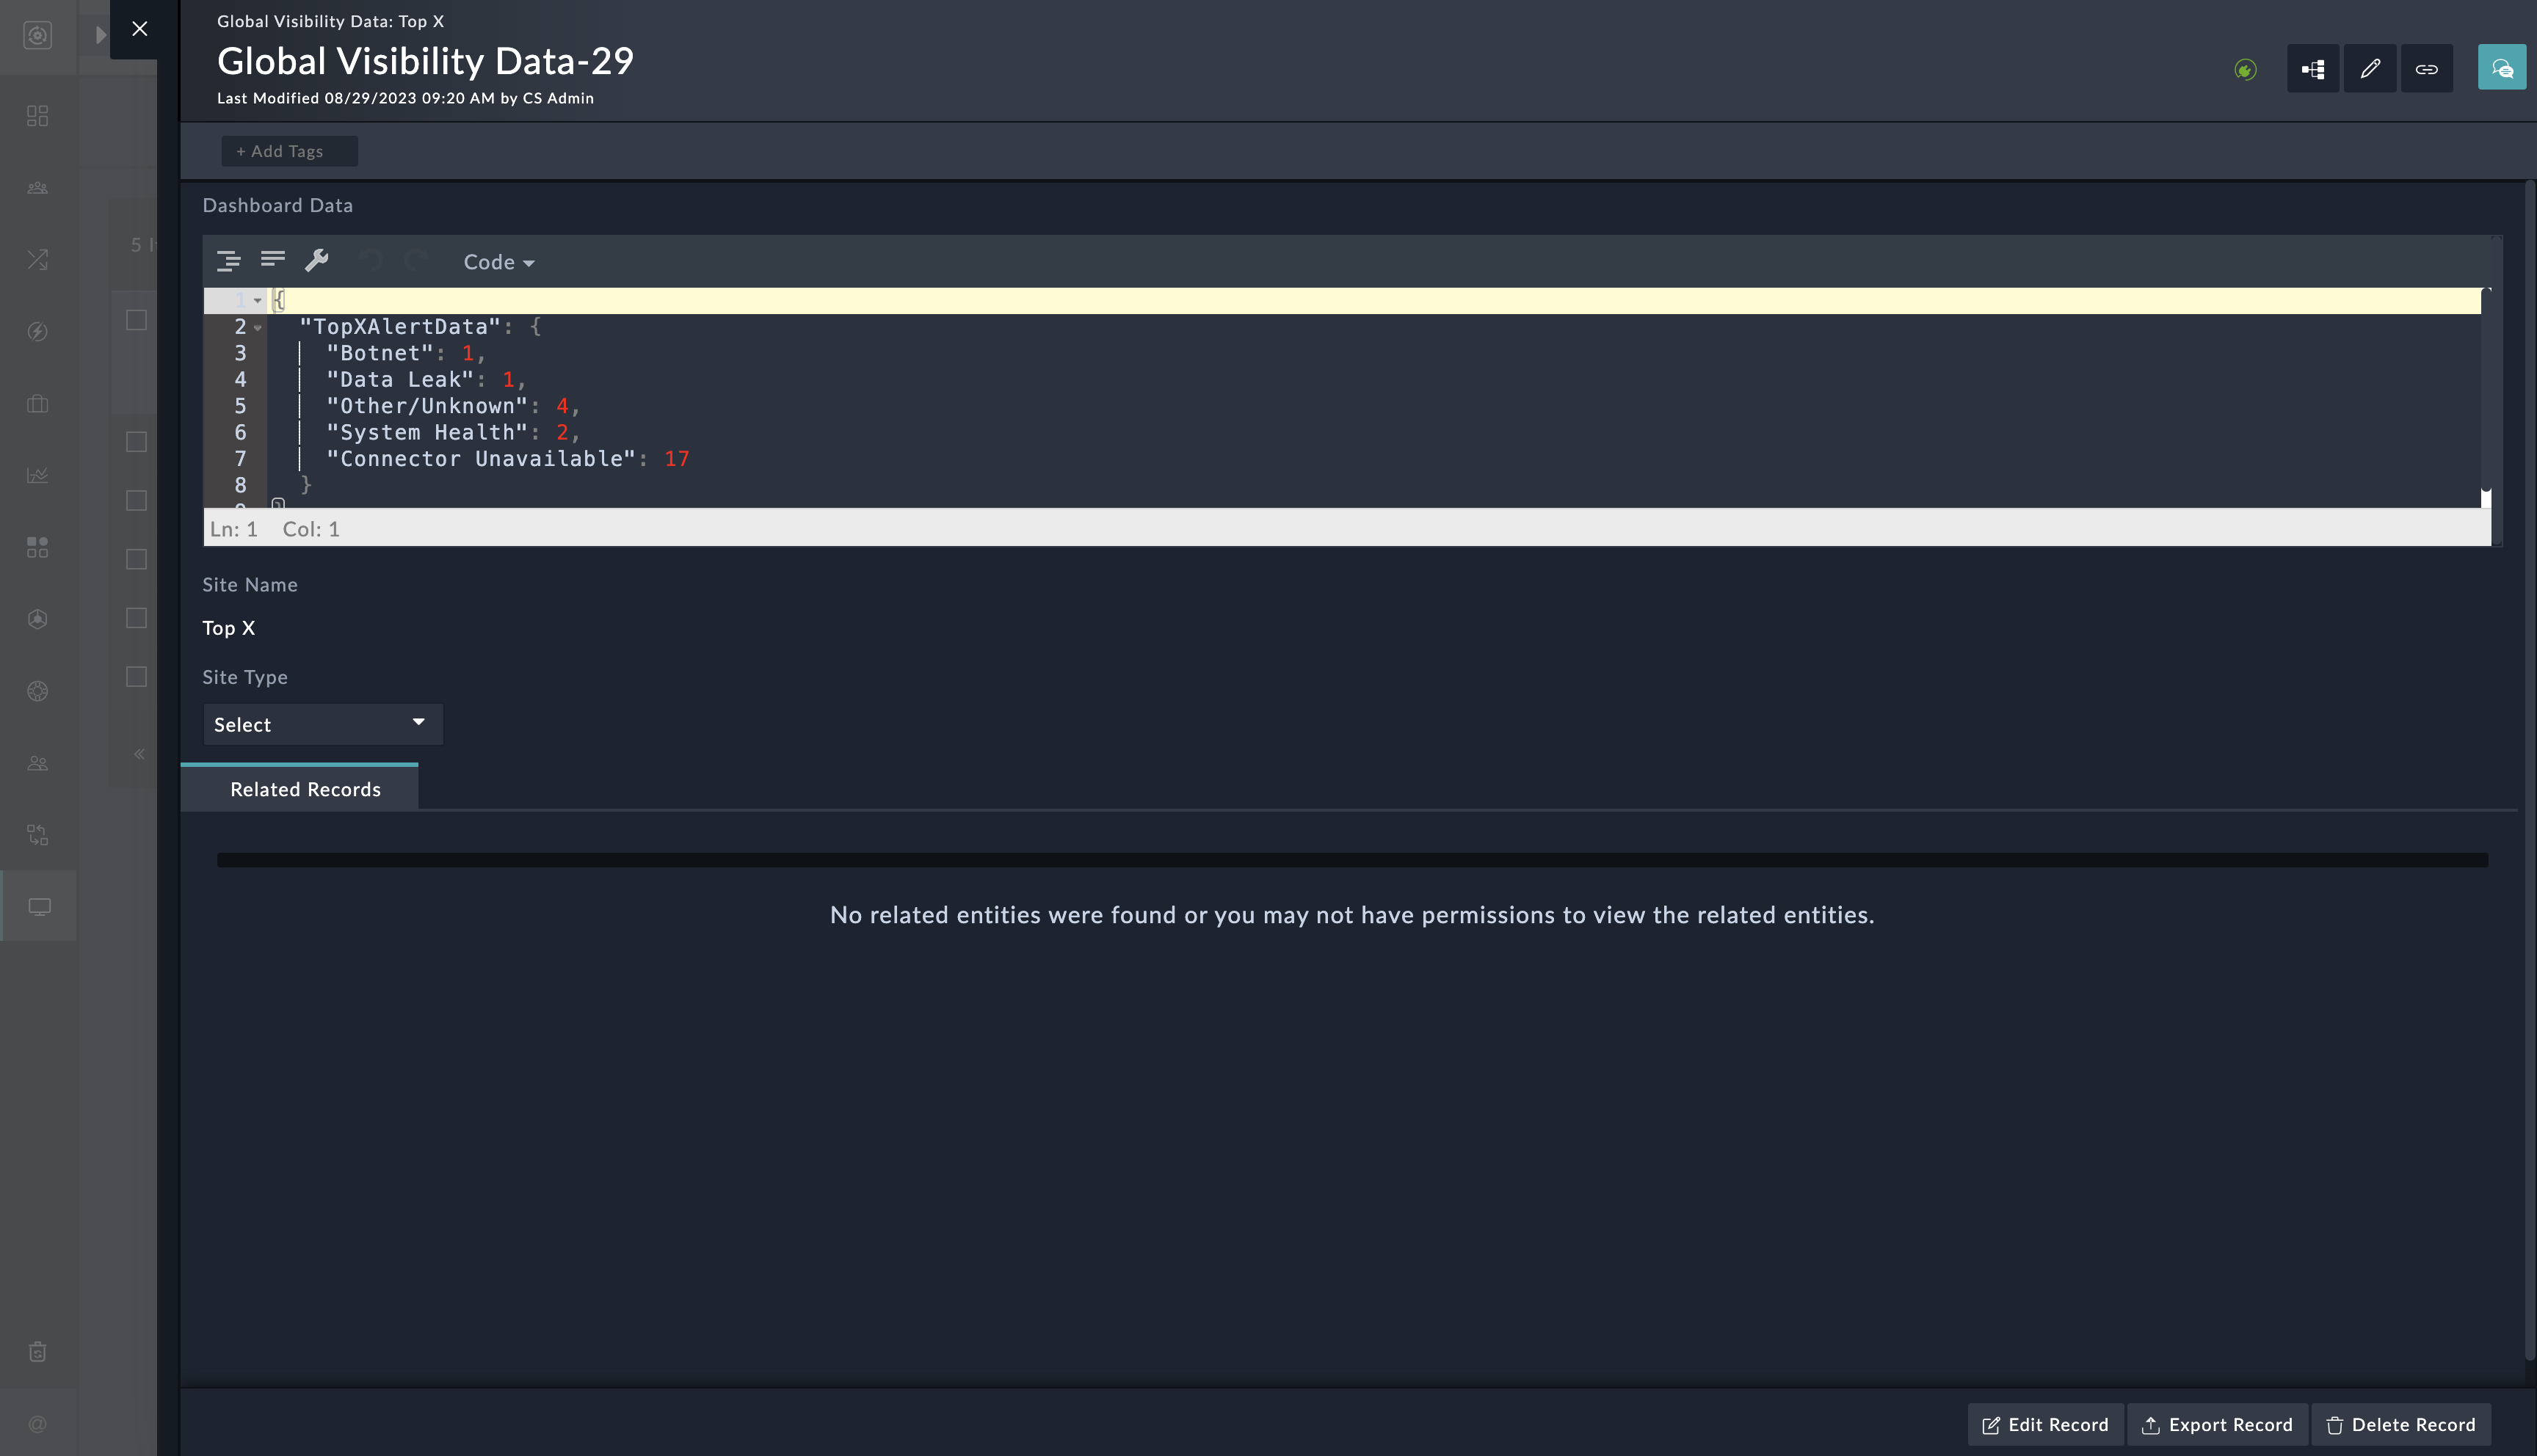 Global Visibility Data: Top X
Global Visibility Data-29
Last Modified 08/29/2023 09:20 AM by CS Admin
+ Add Tags
Dashboard Data
Code
1 {
2 "TopXAlertData": {
3 "Botnet": 1,
4 "Data Leak": 1,
5 "Other/Unknown": 4,
6 "System Health": 2,
7 "Connector Unavailable": 17
8 }
Ln: 1 Col: 1
Site Name
Top X
Site Type
Select
Related Records
No related entities were found or you may not have permissions to view the related entities.
Edit Record
Export Record
Delete Record